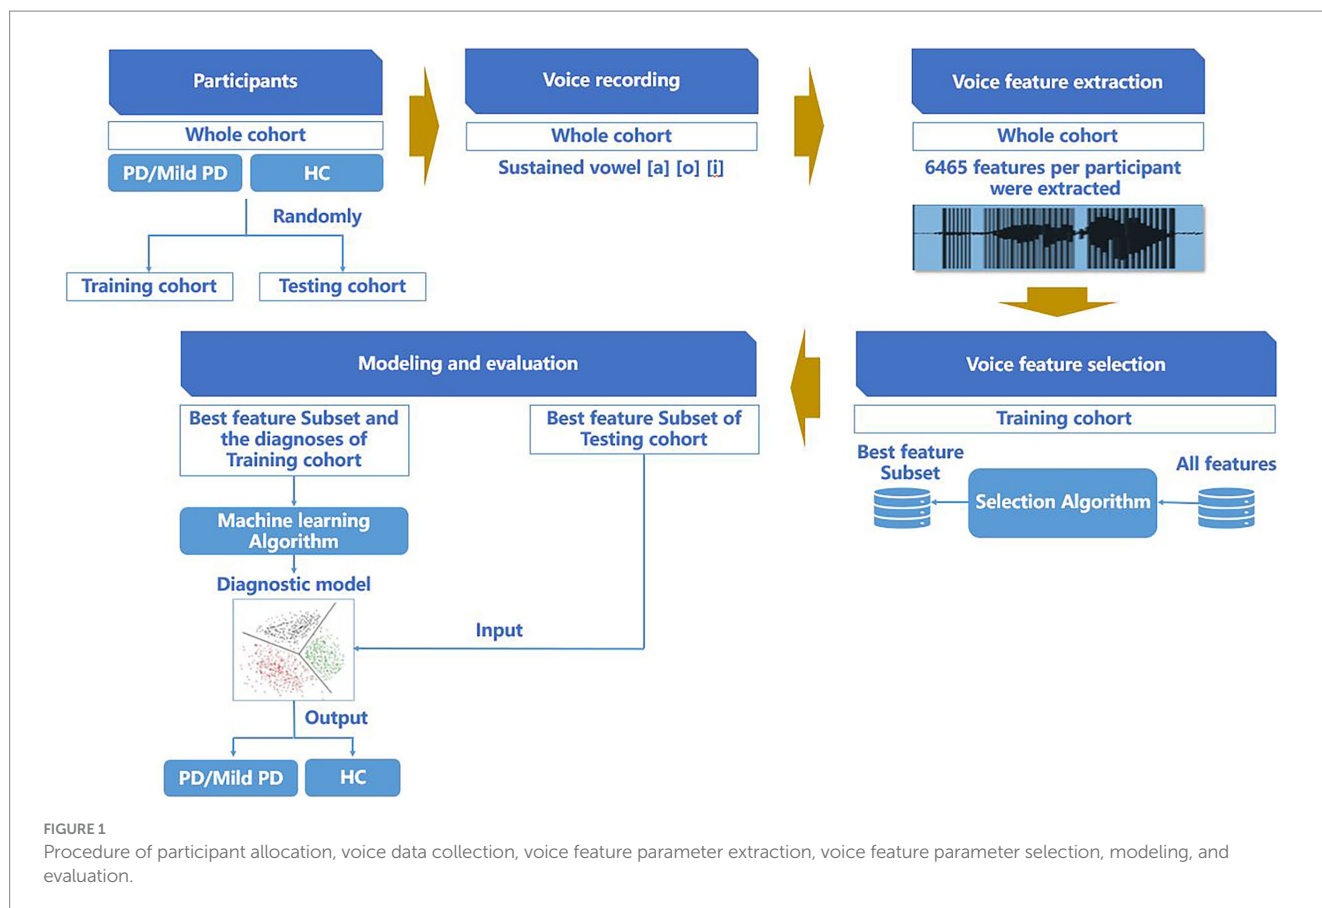 Participants
Whole cohort
PD/Mild PD
HC
Randomly
Training cohort
Testing cohort
Voice recording
Whole cohort
Sustained vowel [a] [o] [i]
Voice feature extraction
Whole cohort
6465 features per participant
were extracted
Voice feature selection
Training cohort
All features
Selection Algorithm
Best feature
Subset
Modeling and evaluation
Best feature Subset and
the diagnoses of
Training cohort
Best feature Subset of
Testing cohort
Machine learning
Algorithm
Diagnostic model
Input
Output
PD/Mild PD
HC
FIGURE 1
Procedure of participant allocation, voice data collection, voice feature parameter extraction, voice feature parameter selection, modeling, and
evaluation.